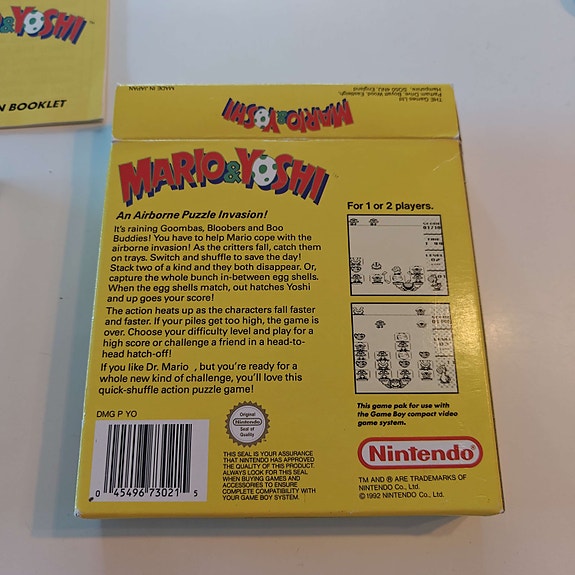 & YOSHI
N BOOKLET
MADE IN JAPAN
THE Games Ltd
Hampshire, SO50 4RU, England
MARIO & YOSHI
MARIO & YOSHI
An Airborne Puzzle Invasion!
It's raining Goombas, Bloobers and Boo
Buddies! You have to help Mario cope with the
airborne invasion! As the critters fall, catch them
on trays. Switch and shuffle to save the day!
Stack two of a kind and they both disappear. Or,
capture the whole bunch in-between egg shells.
When the egg shells match, out hatches Yoshi
and up goes your score!
The action heats up as the characters fall faster
and faster. If your piles get too high, the game is
over. Choose your difficulty level and play for a
high score or challenge a friend in a head-to-
head hatch-off!
If you like Dr. Mario , but you're ready for a
whole new kind of challenge, you'll love this
quick-shuffle action puzzle game!
For 1 or 2 players.
This game pak for use with
the Game Boy compact video
game system.
DMG P YO
0 45496 73021 5
Original
Nintendo
Seal of
Quality
THIS SEAL IS YOUR ASSURANCE
THAT NINTENDO HAS APPROVED
THE QUALITY OF THIS PRODUCT.
ALWAYS LOOK FOR THIS SEAL
WHEN BUYING GAMES AND
ACCESSORIES TO ENSURE
COMPLETE COMPATIBILITY WITH
YOUR GAME BOY SYSTEM.
Nintendo
TM AND ® ARE TRADEMARKS OF
NINTENDO Co., Ltd.
© 1992 NINTENDO Co., Ltd.